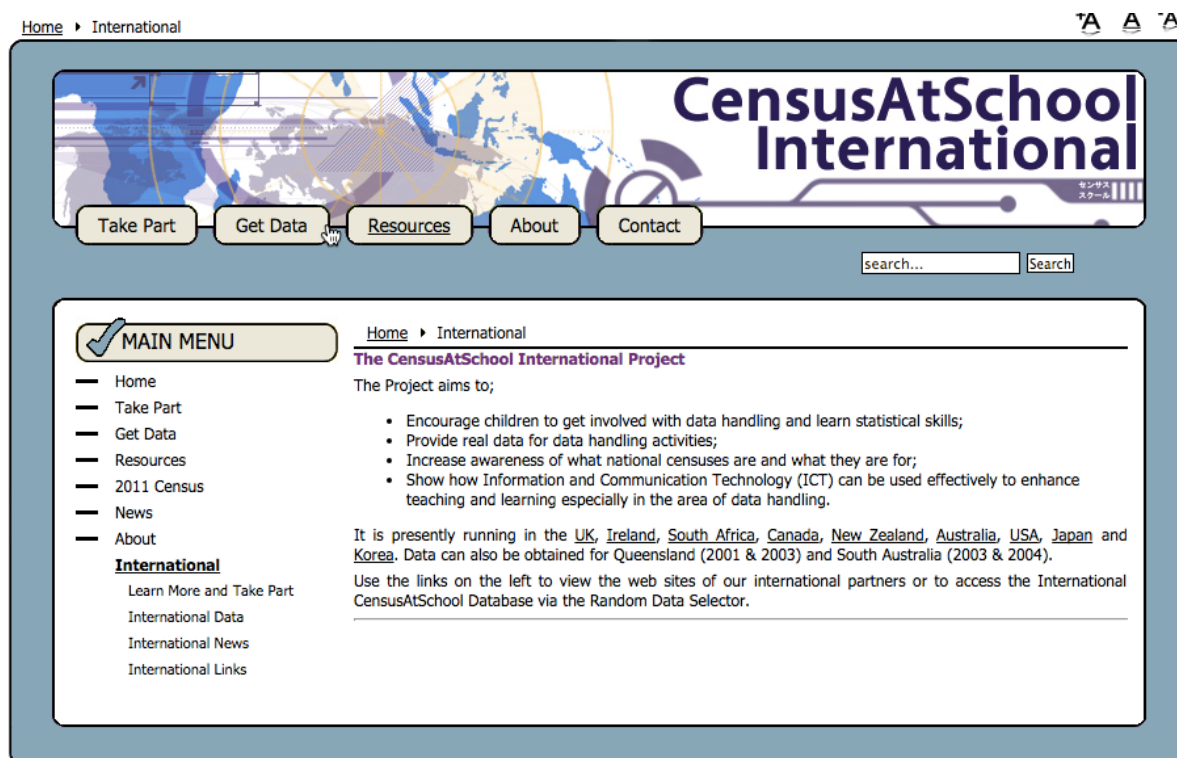 Home ▸ International
+A A -A
CensusAtSchool
International
センサス
スクール
Take Part
Get Data
Resources
About
Contact
search...
Search
MAIN MENU
Home
Take Part
Get Data
Resources
2011 Census
News
About
International
Learn More and Take Part
International Data
International News
International Links
Home ▸ International
The CensusAtSchool International Project
The Project aims to;
• Encourage children to get involved with data handling and learn statistical skills;
• Provide real data for data handling activities;
• Increase awareness of what national censuses are and what they are for;
• Show how Information and Communication Technology (ICT) can be used effectively to enhance
teaching and learning especially in the area of data handling.
It is presently running in the UK, Ireland, South Africa, Canada, New Zealand, Australia, USA, Japan and
Korea. Data can also be obtained for Queensland (2001 & 2003) and South Australia (2003 & 2004).
Use the links on the left to view the web sites of our international partners or to access the International
CensusAtSchool Database via the Random Data Selector.